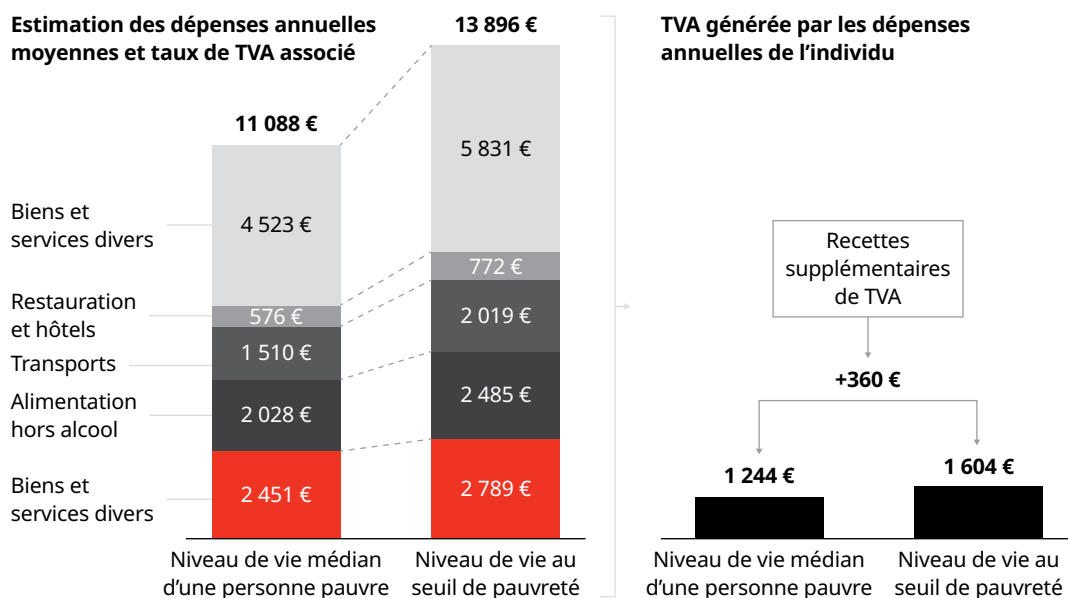 Estimation des dépenses annuelles
moyennes et taux de TVA associé
11 088 €
13 896 €
Biens et
services divers
4 523 €
5 831 €
Restauration
et hôtels
576 €
772 €
Transports
1 510 €
2 019 €
Alimentation
hors alcool
2 028 €
2 485 €
Biens et
services divers
2 451 €
2 789 €
Niveau de vie médian
d’une personne pauvre
Niveau de vie au
seuil de pauvreté
TVA générée par les dépenses
annuelles de l’individu
Recettes
supplémentaires
de TVA
+360 €
1 244 €
1 604 €
Niveau de vie médian
d’une personne pauvre
Niveau de vie au
seuil de pauvreté